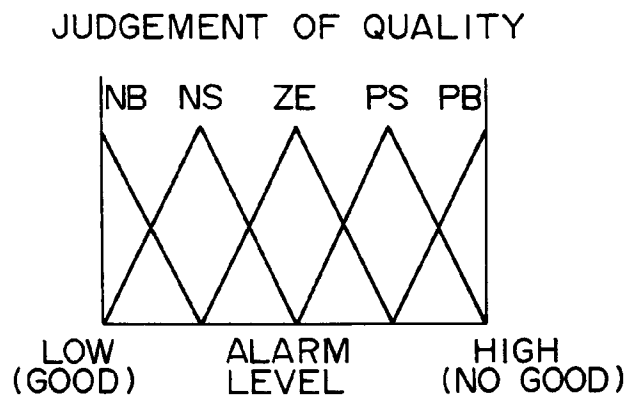 JUDGEMENT OF QUALITY
NB NS ZE PS PB
LOW ALARM HIGH
(GOOD) LEVEL (NO GOOD)